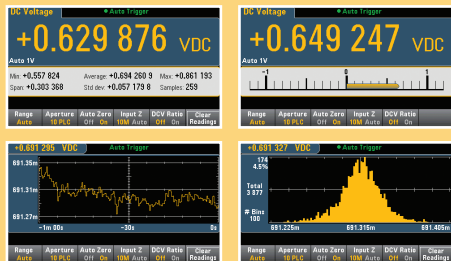 DC Voltage
Auto Trigger
+0.629 876 VDC
Auto 1V
Min: +0.557 824 Average: +0.694 260 9 Max: +0.861 193
Span: +0.303 368 Std dev: +0.057 179 8 Samples: 259
Range Aperture Auto Zero Input Z DCV Ratio Clear
Auto 10 PLC Off On 10M Auto Off On Readings
DC Voltage
Auto Trigger
+0.649 247 VDC
Auto 1V
-1 0 1
Range Aperture Auto Zero Input Z DCV Ratio Clear
Auto 10 PLC Off On 10M Auto Off On Readings
+0.691 295 VDC
Auto Trigger
691.35m
691.31m
691.27m
-1m 00s -30s 0s
Range Aperture Auto Zero Input Z DCV Ratio Clear
Auto 10 PLC Off On 10M Auto Off On Readings
+0.691 327 VDC
Auto Trigger
174
4.5%
Total
3 877
# Bins
100
691.225m 691.315m 691.405m
Range Aperture Auto Zero Input Z DCV Ratio Clear
Auto 10 PLC Off On 10M Auto Off On Readings